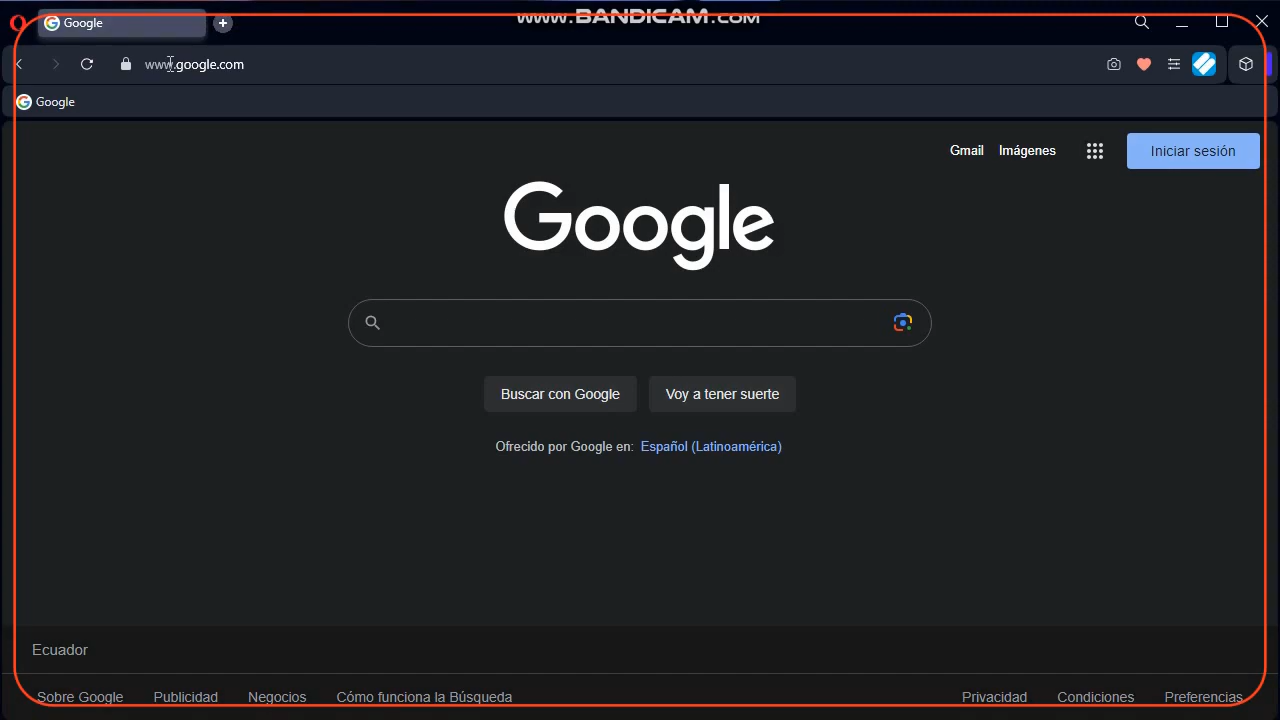 Google
www.BANDICAM.com
www.google.com
Google
Gmail
Imágenes
Iniciar sesión
Google
Buscar con Google
Voy a tener suerte
Ofrecido por Google en: Español (Latinoamérica)
Ecuador
Sobre Google
Publicidad
Negocios
Cómo funciona la Búsqueda
Privacidad
Condiciones
Preferencias